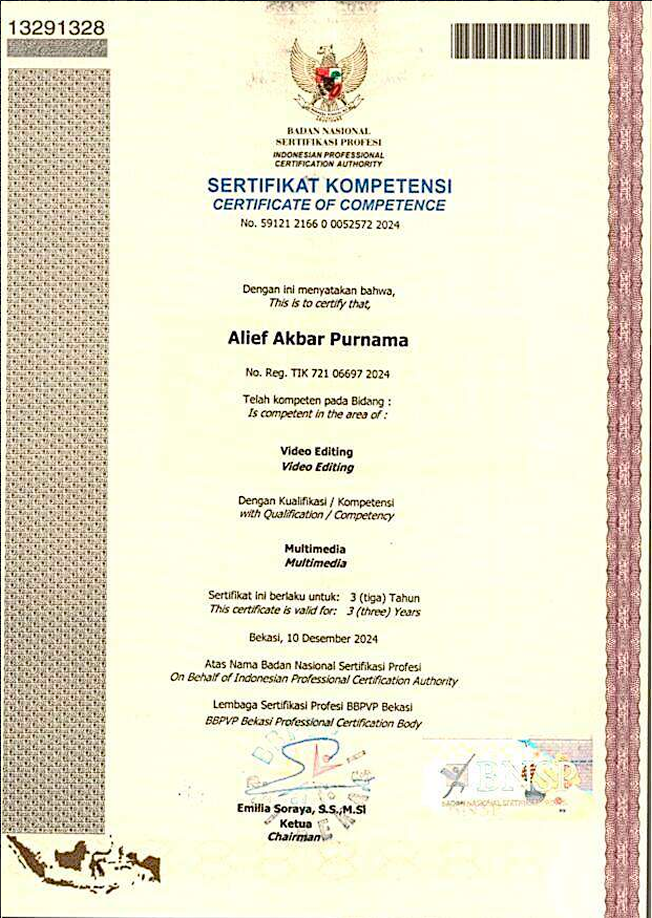 13291328
BADAN NASIONAL
SERTIFIKASI PROFESI
INDONESIAN PROFESSIONAL
CERTIFICATION AUTHORITY
SERTIFIKAT KOMPETENSI
CERTIFICATE OF COMPETENCE
No. 59121 2166 0 0052572 2024
Dengan ini menyatakan bahwa,
This is to certify that,
Alief Akbar Purnama
No. Reg. TIK 721 06697 2024
Telah kompeten pada Bidang :
Is competent in the area of :
Video Editing
Video Editing
Dengan Kualifikasi / Kompetensi
with Qualification / Competency
Multimedia
Multimedia
Sertifikat ini berlaku untuk: 3 (tiga) Tahun
This certificate is valid for: 3 (three) Years
Bekasi, 10 Desember 2024
Atas Nama Badan Nasional Sertifikasi Profesi
On Behalf of Indonesian Professional Certification Authority
Lembaga Sertifikasi Profesi BBPVP Bekasi
BBPVP Bekasi Professional Certification Body
BNSP
Emilia Soraya, S.S.,M.Si
Ketua
Chairman